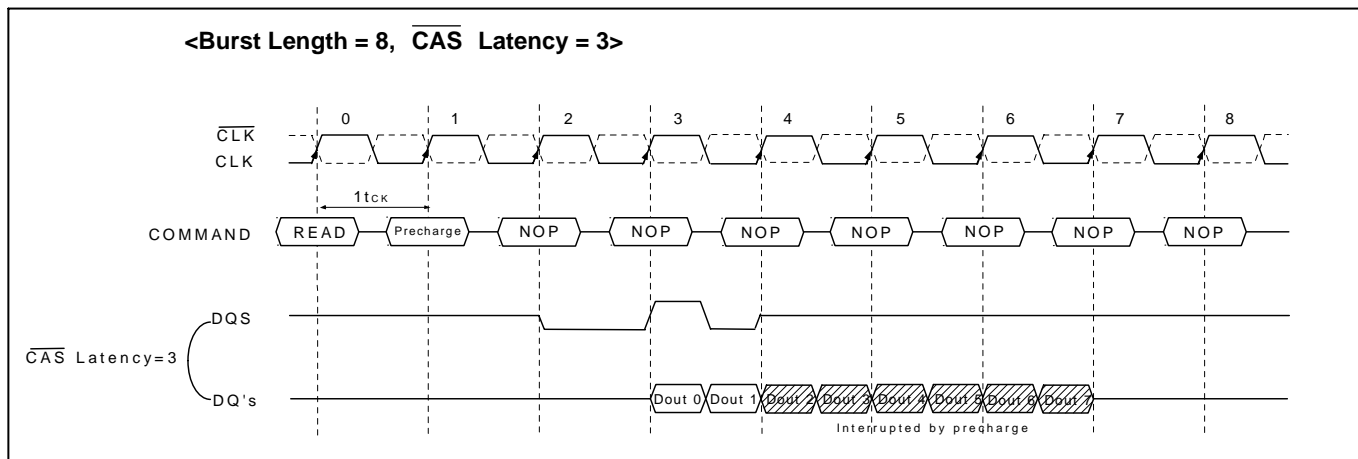 <Burst Length = 8, CAS Latency = 3>
0 1 2 3 4 5 6 7 8
CLK
CLK
1tCK
COMMAND READ Precharge NOP NOP NOP NOP NOP NOP NOP
DQS
CAS Latency=3
DQ's Dout 0 Dout 1 Dout 2 Dout 3 Dout 4 Dout 5 Dout 6 Dout 7
Interrupted by precharge